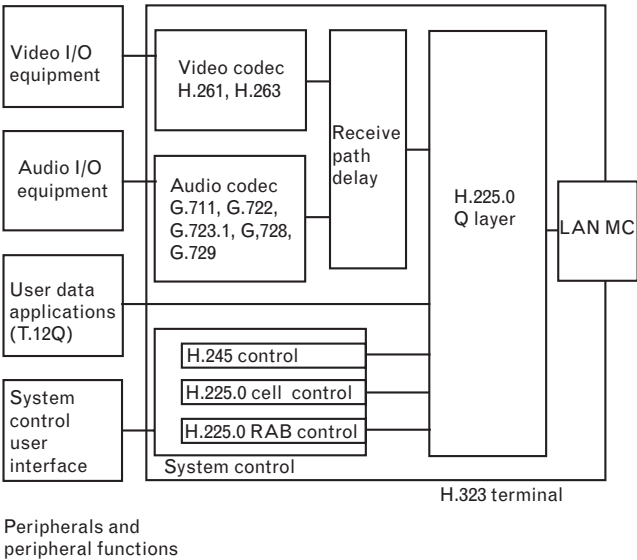 Video I/O
equipment
Video codec
H.261, H.263
Receive
path
delay
Audio I/O
equipment
Audio codec
G.711, G.722,
G.723.1, G,728,
G.729
H.225.0
Q layer
LAN MC
User data
applications
(T.12Q)
H.245 control
H.225.0 cell control
H.225.0 RAB control
System control
System
control
user
interface
H.323 terminal
Peripherals and
peripheral functions